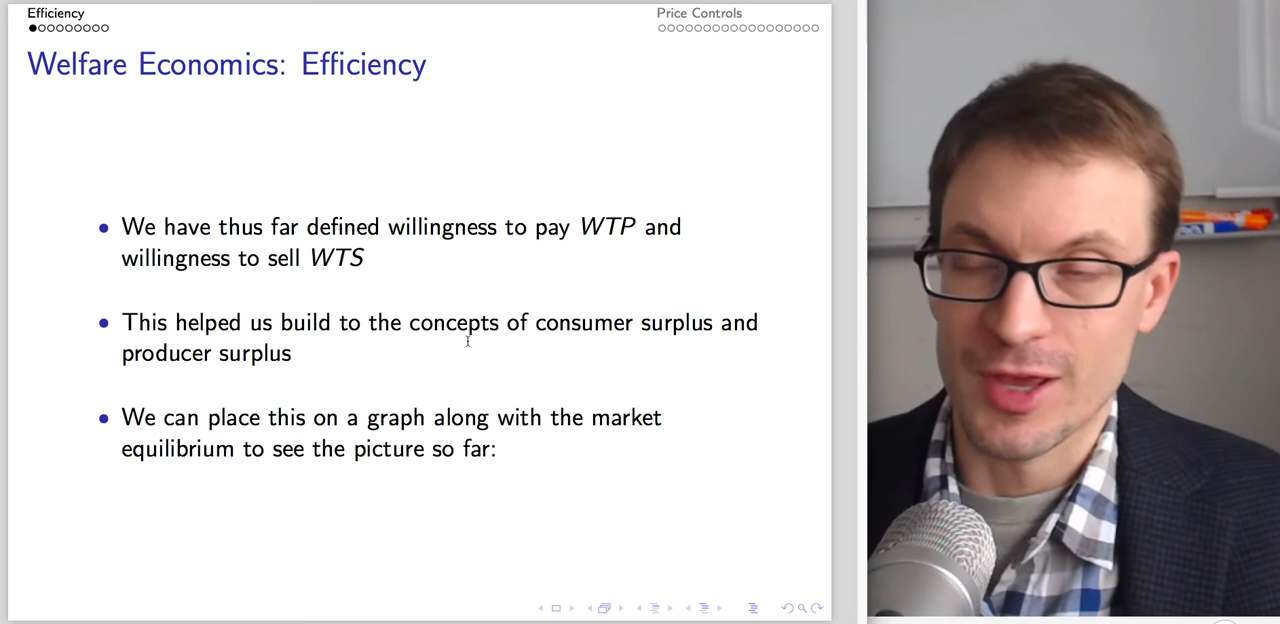 Efficiency
Price Controls
Welfare Economics: Efficiency
• We have thus far defined willingness to pay WTP and
willingness to sell WTS
• This helped us build to the concepts of consumer surplus and
producer surplus
• We can place this on a graph along with the market
equilibrium to see the picture so far: